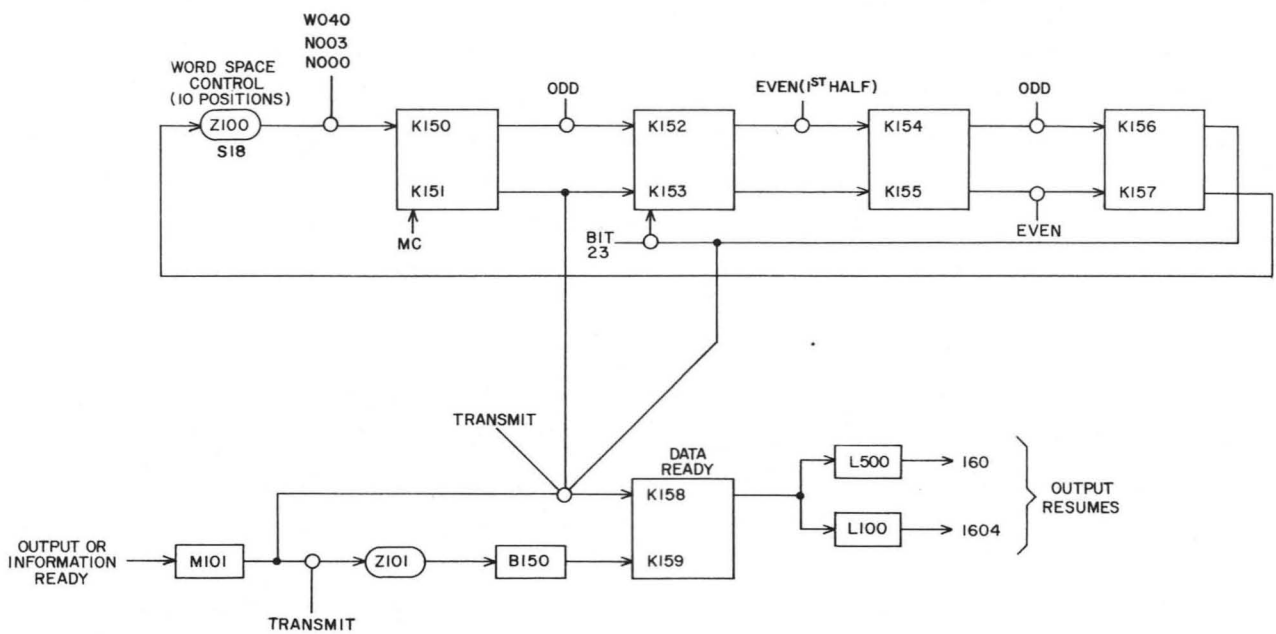 W040
N003
N000
WORD SPACE
CONTROL
(10 POSITIONS)
Z100
S18
ODD
EVEN(1ST HALF)
ODD
K150
K151
MC
K152
K153
BIT
23
K154
K155
K156
K157
EVEN
TRANSMIT
DATA
READY
K158
K159
L500
160
L100
1604
OUTPUT
RESUMES
OUTPUT OR
INFORMATION
READY
M101
Z101
B150
TRANSMIT